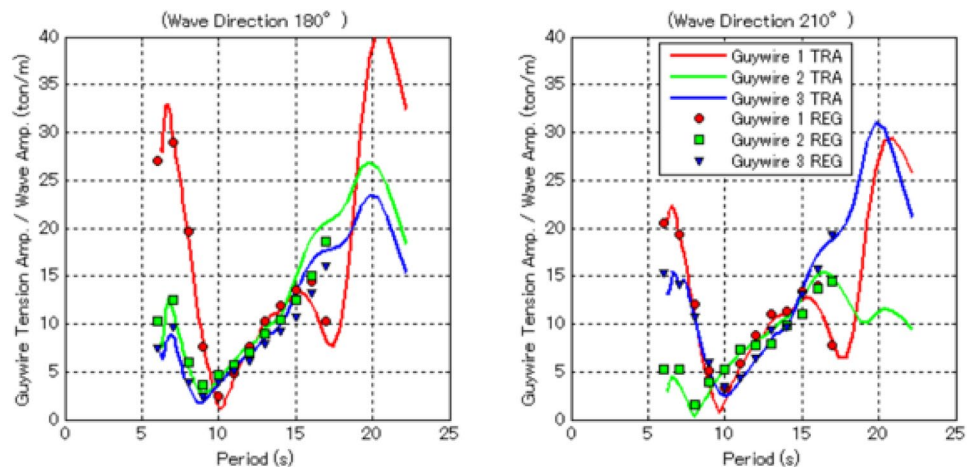 (Wave Direction 180°)
Guywire Tension Amp. / Wave Amp. (ton/m)
40
35
30
25
20
15
10
5
0
0 5 10 15 20 25
Period (s)
(Wave Direction 210°)
Guywire Tension Amp. / Wave Amp. (ton/m)
40
35
30
25
20
15
10
5
0
Guywire 1 TRA
Guywire 2 TRA
Guywire 3 TRA
Guywire 1 REG
Guywire 2 REG
Guywire 3 REG
0 5 10 15 20 25
Period (s)